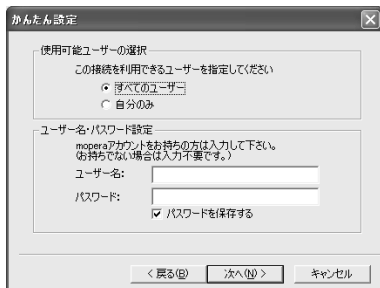 かんたん設定
使用可能ユーザーの選択
この接続を利用できるユーザーを指定してください
すべてのユーザー
自分のみ
ユーザー名・パスワード設定
moperaアカウントをお持ちの方は入力して下さい。
(お持ちでない場合は入力不要です。)
ユーザー名:
パスワード:
パスワードを保存する
< 戻る(B)
次へ(N) >
キャンセル